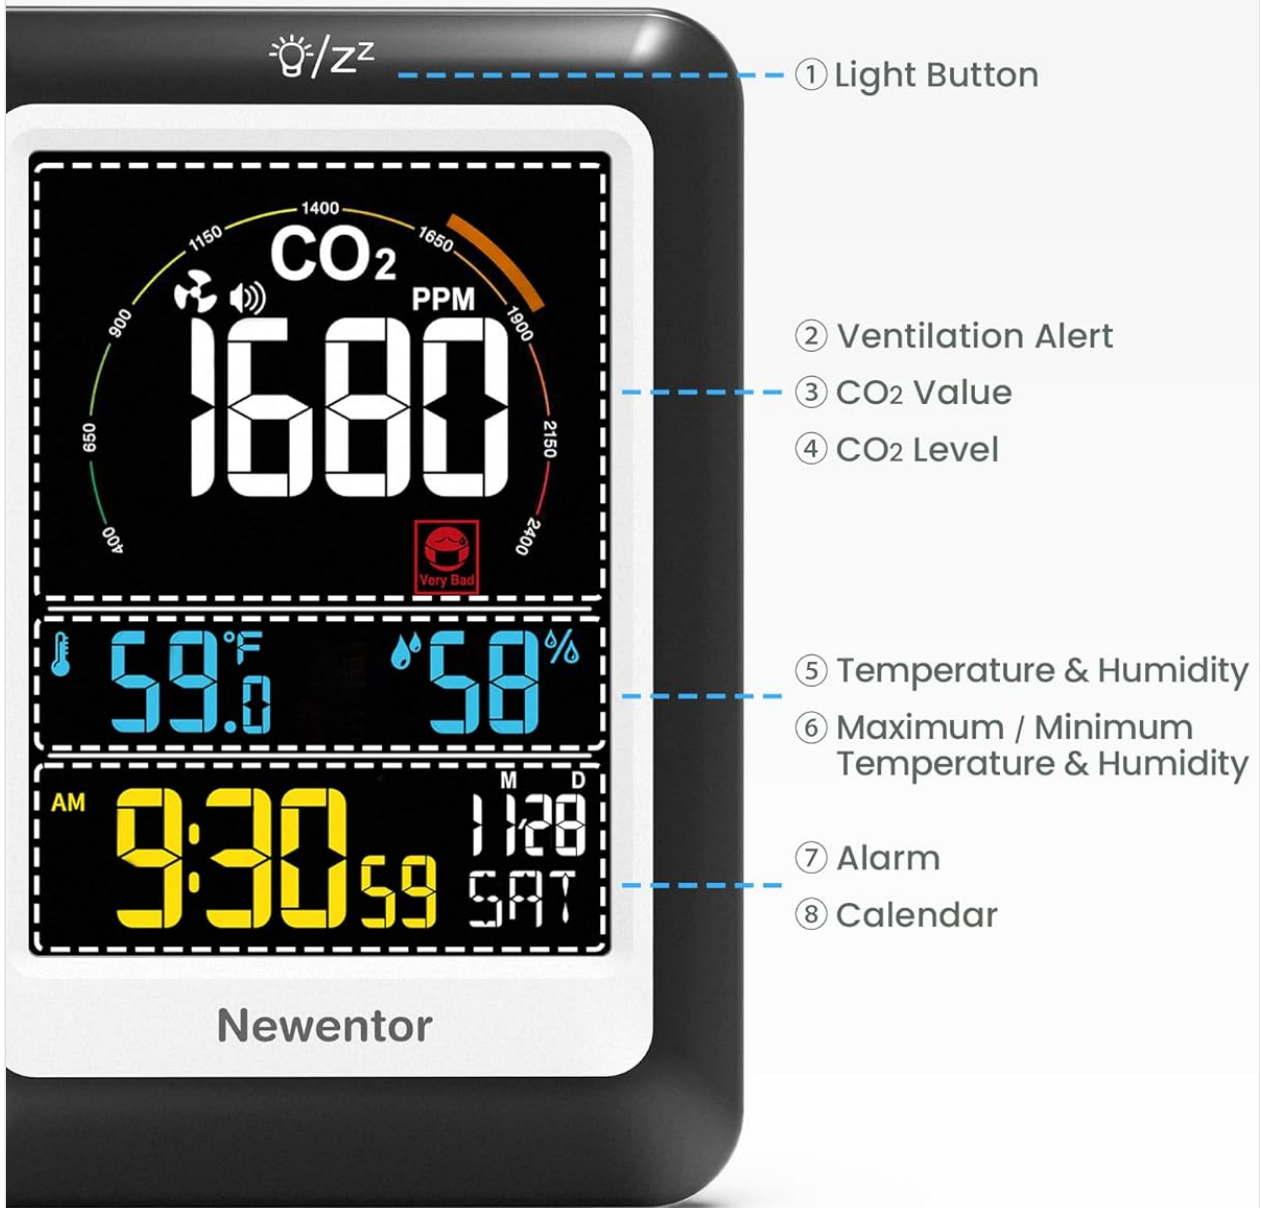 zZ
① Light Button
1400
1150
1650
CO2
PPM
900
1900
1680
650
2150
400
2400
Very Bad
② Ventilation Alert
③ CO2 Value
④ CO2 Level
59.0 °F
58 %
⑤ Temperature & Humidity
⑥ Maximum / Minimum
Temperature & Humidity
M D
AM 9:30 59
11-28
SAT
⑦ Alarm
⑧ Calendar
Newentor